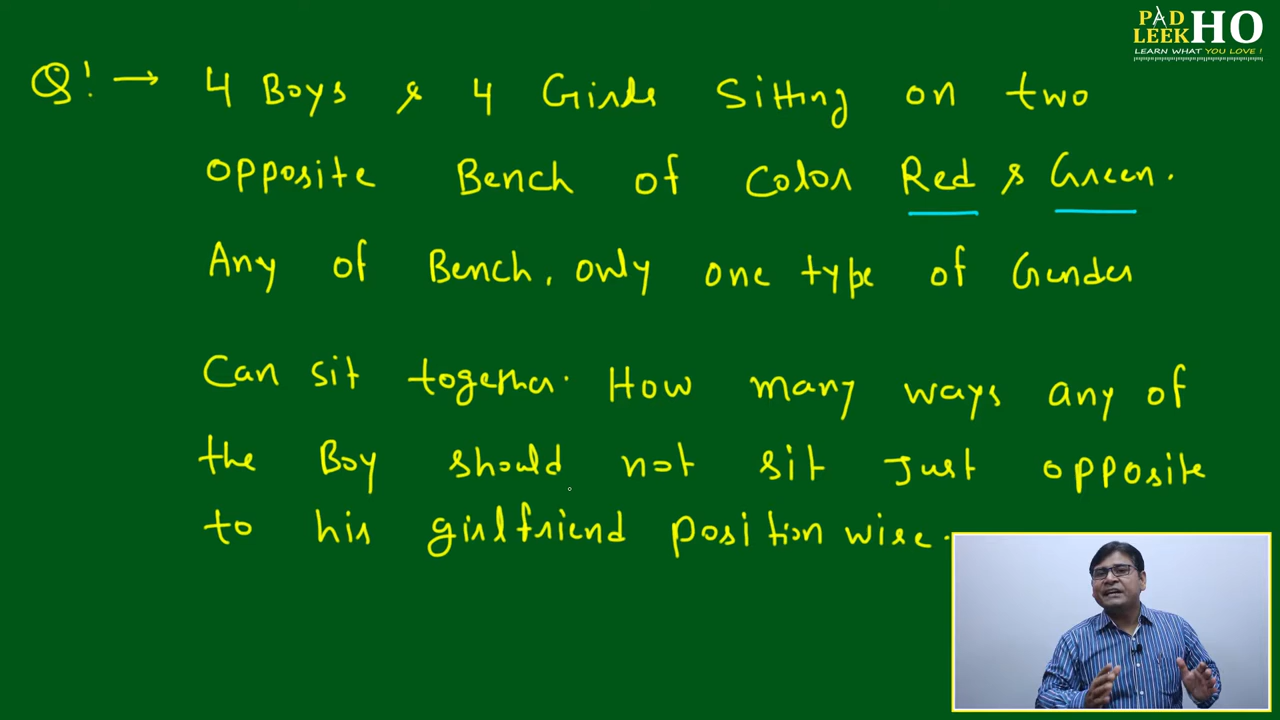 PAD
LEEK HO
LEARN WHAT YOU LOVE!
Q! → 4 Boys & 4 Girls Sitting on two
opposite Bench of Color Red & Green.
Any of Bench, only one type of Gender
Can sit together. How many ways any of
the Boy should not sit Just opposite
to his girlfriend position wise.